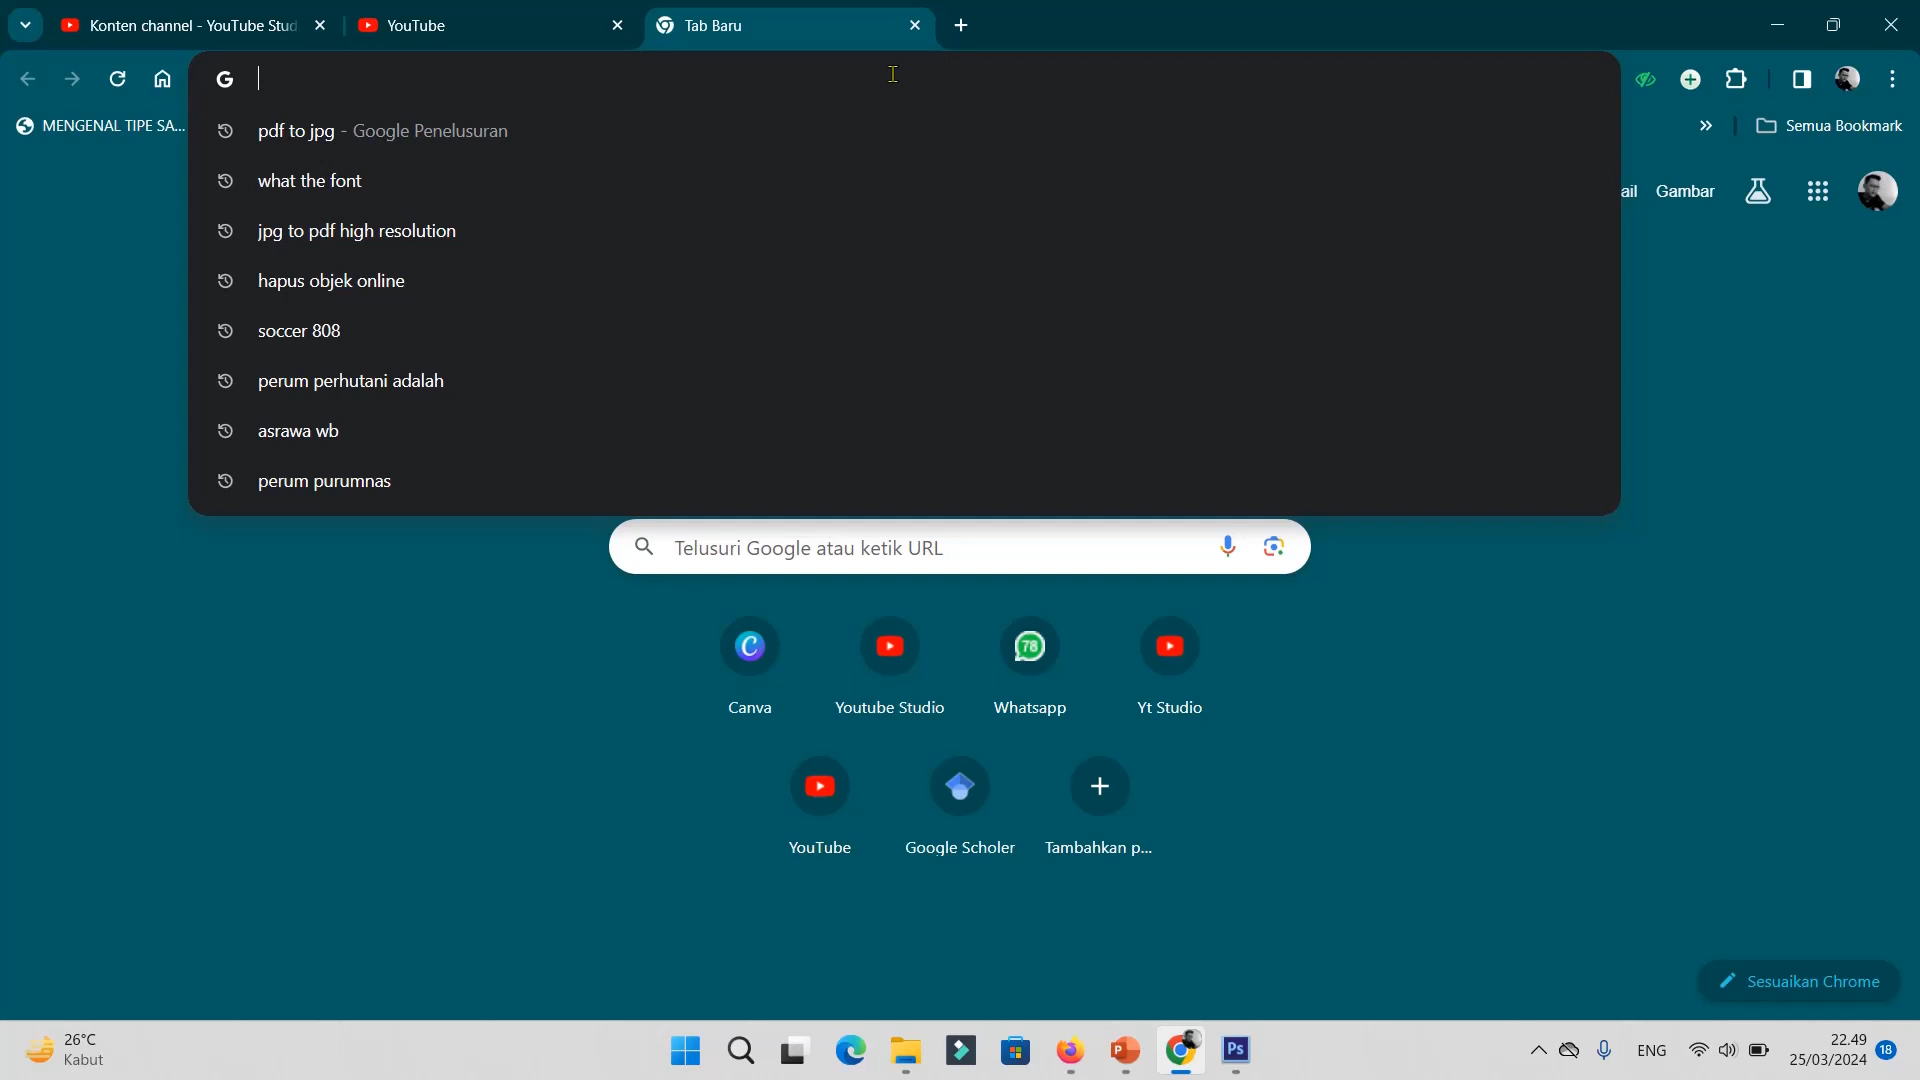 Konten channel - YouTube Stud
YouTube
Tab Baru
MENGENAL TIPE SA...
Semua Bookmark
pdf to jpg - Google Penelusuran
what the font
jpg to pdf high resolution
hapus objek online
soccer 808
perum perhutani adalah
asrawa wb
perum purumnas
ail
Gambar
Telusuri Google atau ketik URL
Canva
Youtube Studio
78
Whatsapp
Yt Studio
YouTube
Google Scholer
Tambahkan p...
Sesuaikan Chrome
26°C
Kabut
Ps
ENG
22.49
25/03/2024
18